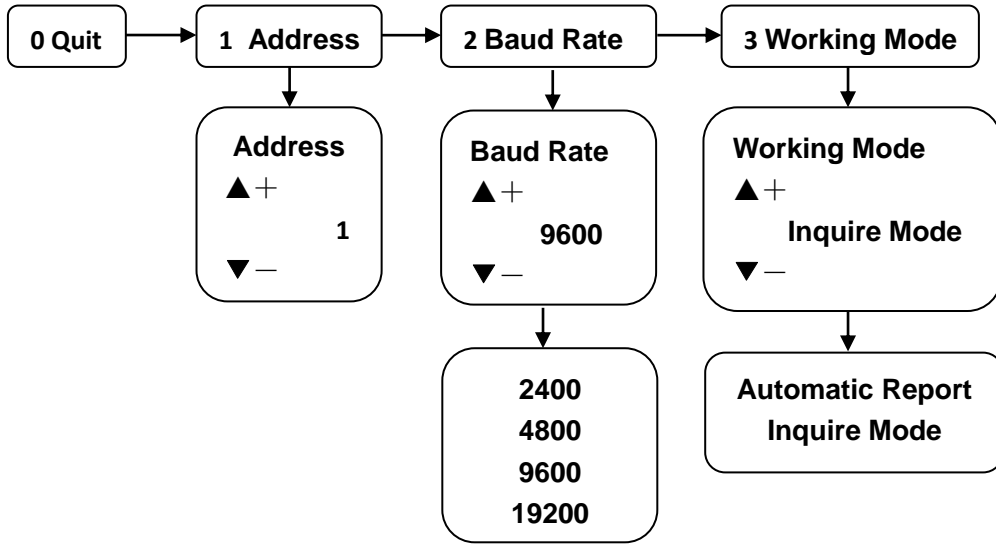 0 Quit
1 Address
2 Baud Rate
3 Working Mode
Address
▲+
1
▼-
Baud Rate
▲+
9600
▼-
Working Mode
▲+
Inquire Mode
▼-
2400
4800
9600
19200
Automatic Report
Inquire Mode